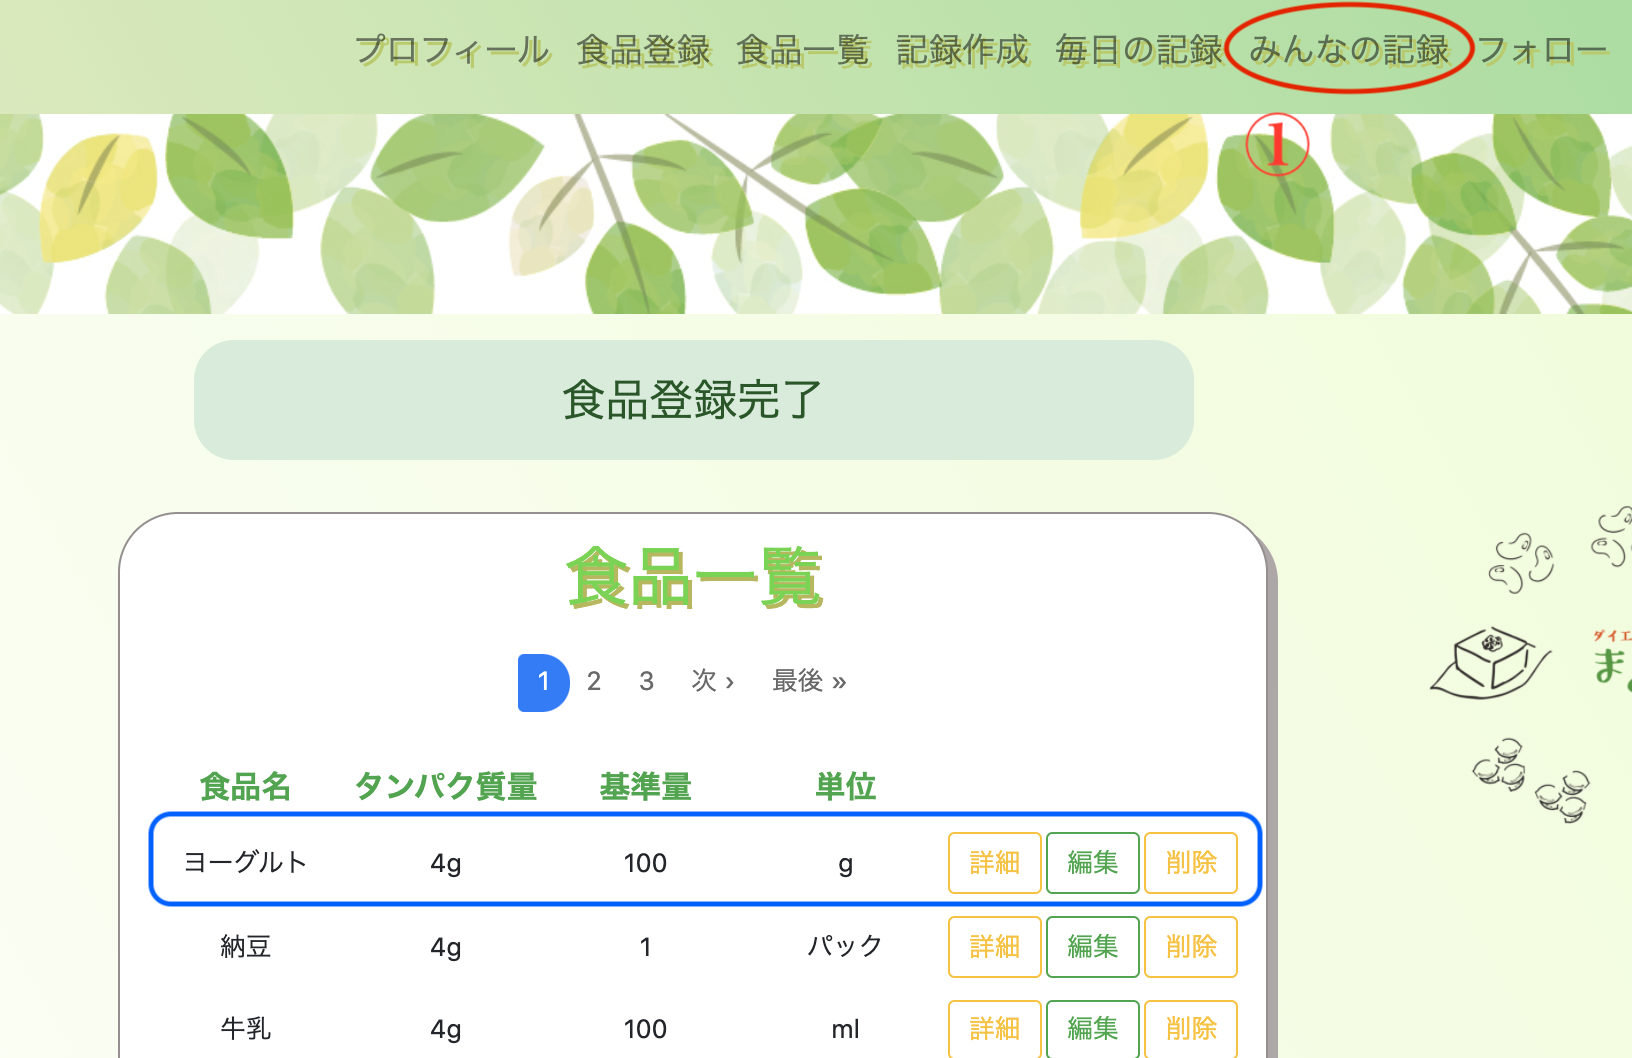 プロフィール 食品登録 食品一覧 記録作成 毎日の記録 みんなの記録 フォロー
①
食品登録完了
食品一覧
1 2 3 次 › 最後 »
食品名 タンパク質量 基準量 単位
ヨーグルト 4g 100 g 詳細 編集 削除
納豆 4g 1 パック 詳細 編集 削除
牛乳 4g 100 ml 詳細 編集 削除
ダイエ
ま